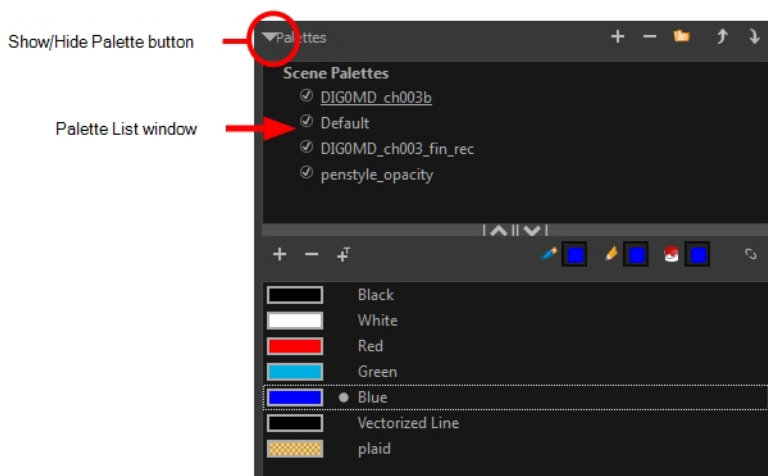 Show/Hide Palette button
Palettes
Scene Palettes
DIG0MD_ch003b
Palette List window
Default
DIG0MD_ch003_fin_rec
penstyle_opacity
Black
White
Red
Green
Blue
Vectorized Line
plaid